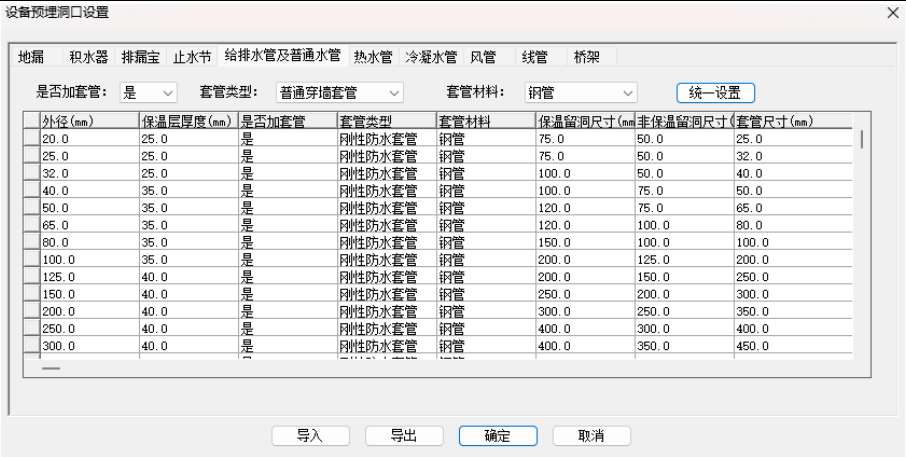 设备预埋洞口设置
地漏 积水器 排漏宝 止水节 给排水管及普通水管 热水管 冷凝水管 风管 线管 桥架
是否加套管: 是 套管类型: 普通穿墙套管 套管材料: 钢管 统一设置
外径(mm) 保温层厚度(mm) 是否加套管 套管类型 套管材料 保温留洞尺寸(mm 非保温留洞尺寸( 套管尺寸(mm)
20.0 25.0 是 刚性防水套管 钢管 75.0 50.0 25.0
25.0 25.0 是 刚性防水套管 钢管 75.0 50.0 32.0
32.0 25.0 是 刚性防水套管 钢管 100.0 50.0 40.0
40.0 35.0 是 刚性防水套管 钢管 100.0 75.0 50.0
50.0 35.0 是 刚性防水套管 钢管 120.0 75.0 65.0
65.0 35.0 是 刚性防水套管 钢管 120.0 100.0 80.0
80.0 35.0 是 刚性防水套管 钢管 150.0 100.0 100.0
100.0 35.0 是 刚性防水套管 钢管 200.0 125.0 200.0
125.0 40.0 是 刚性防水套管 钢管 200.0 150.0 250.0
150.0 40.0 是 刚性防水套管 钢管 250.0 200.0 300.0
200.0 40.0 是 刚性防水套管 钢管 300.0 250.0 350.0
250.0 40.0 是 刚性防水套管 钢管 400.0 300.0 400.0
300.0 40.0 是 刚性防水套管 钢管 400.0 350.0 450.0
导入 导出 确定 取消